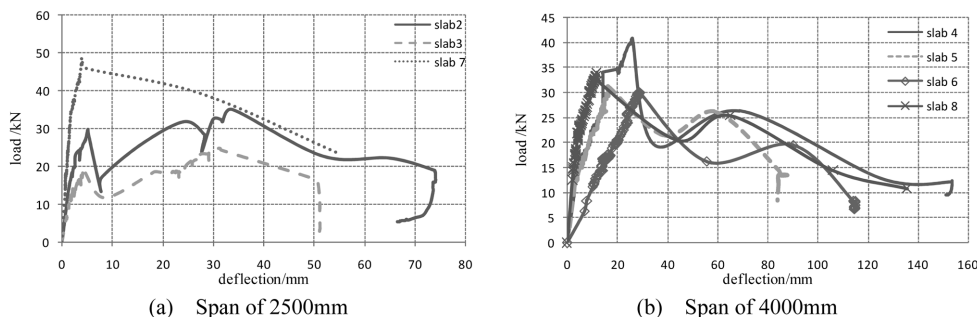 60
50
40
30
20
10
0
load /kN
slab2
slab3
slab 7
0 10 20 30 40 50 60 70 80
deflection/mm
(a) Span of 2500mm
45
40
35
30
25
20
15
10
5
0
load/kN
slab 4
slab 5
slab 6
slab 8
0 20 40 60 80 100 120 140 160
deflection/mm
(b) Span of 4000mm